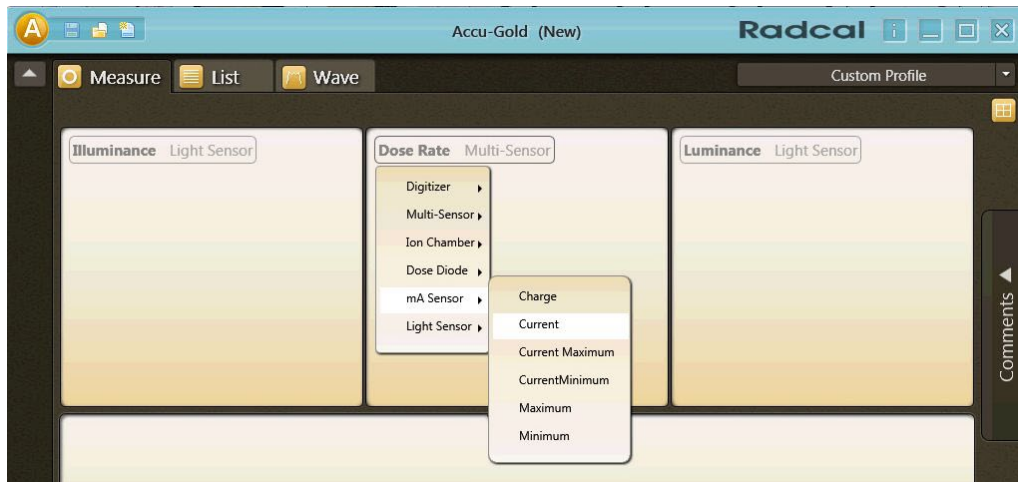 A Accu-Gold (New) Radcal i
Measure List Wave Custom Profile
Illuminance Light Sensor Dose Rate Multi-Sensor Luminance Light Sensor
Digitizer
Multi-Sensor
Ion Chamber
Dose Diode
mA Sensor
Light Sensor
Charge
Current
Current Maximum
CurrentMinimum
Maximum
Minimum
Comments